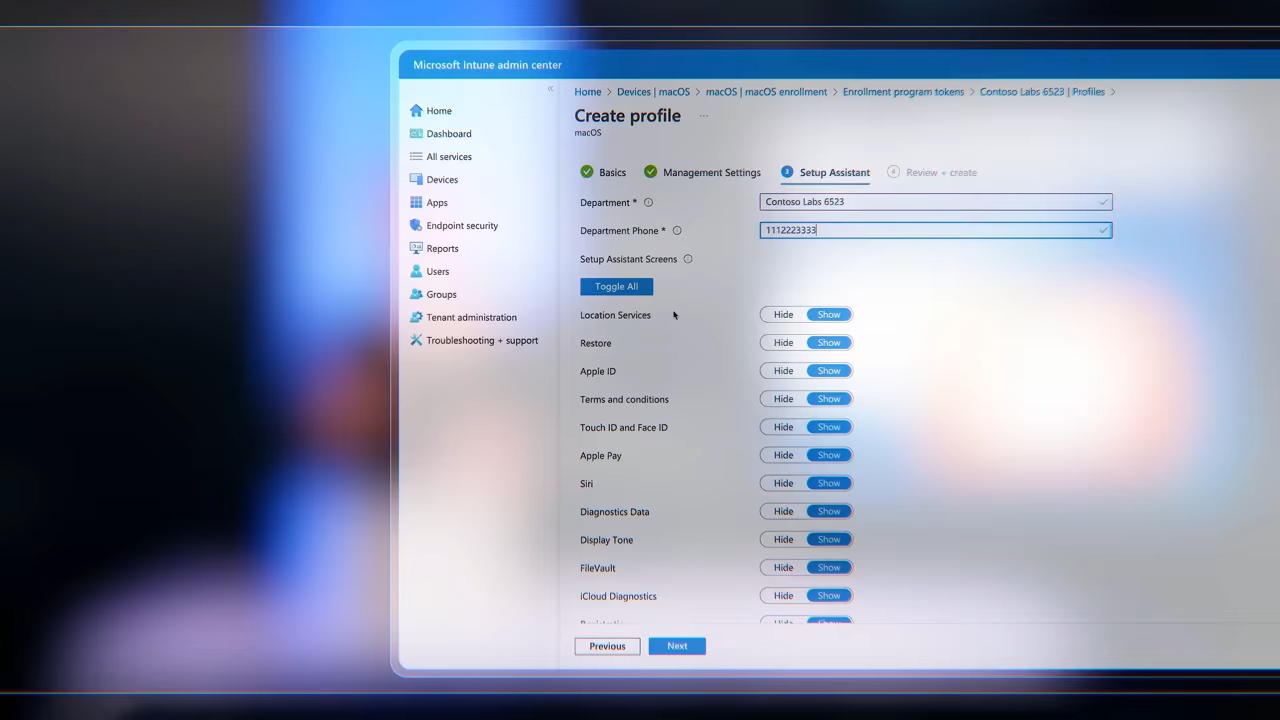 Microsoft Intune admin center
«
Home > Devices | macOS > macOS | macOS enrollment > Enrollment program tokens > Contoso Labs 6523 | Profiles >
Create profile ...
macOS
Home
Dashboard
All services
Devices
Apps
Endpoint security
Reports
Users
Groups
Tenant administration
Troubleshooting + support
Basics
Management Settings
3 Setup Assistant
4 Review + create
Department * Contoso Labs 6523
Department Phone * 1112223333
Setup Assistant Screens
Toggle All
Location Services Hide Show
Restore Hide Show
Apple ID Hide Show
Terms and conditions Hide Show
Touch ID and Face ID Hide Show
Apple Pay Hide Show
Siri Hide Show
Diagnostics Data Hide Show
Display Tone Hide Show
FileVault Hide Show
iCloud Diagnostics Hide Show
Hide Show
Previous Next